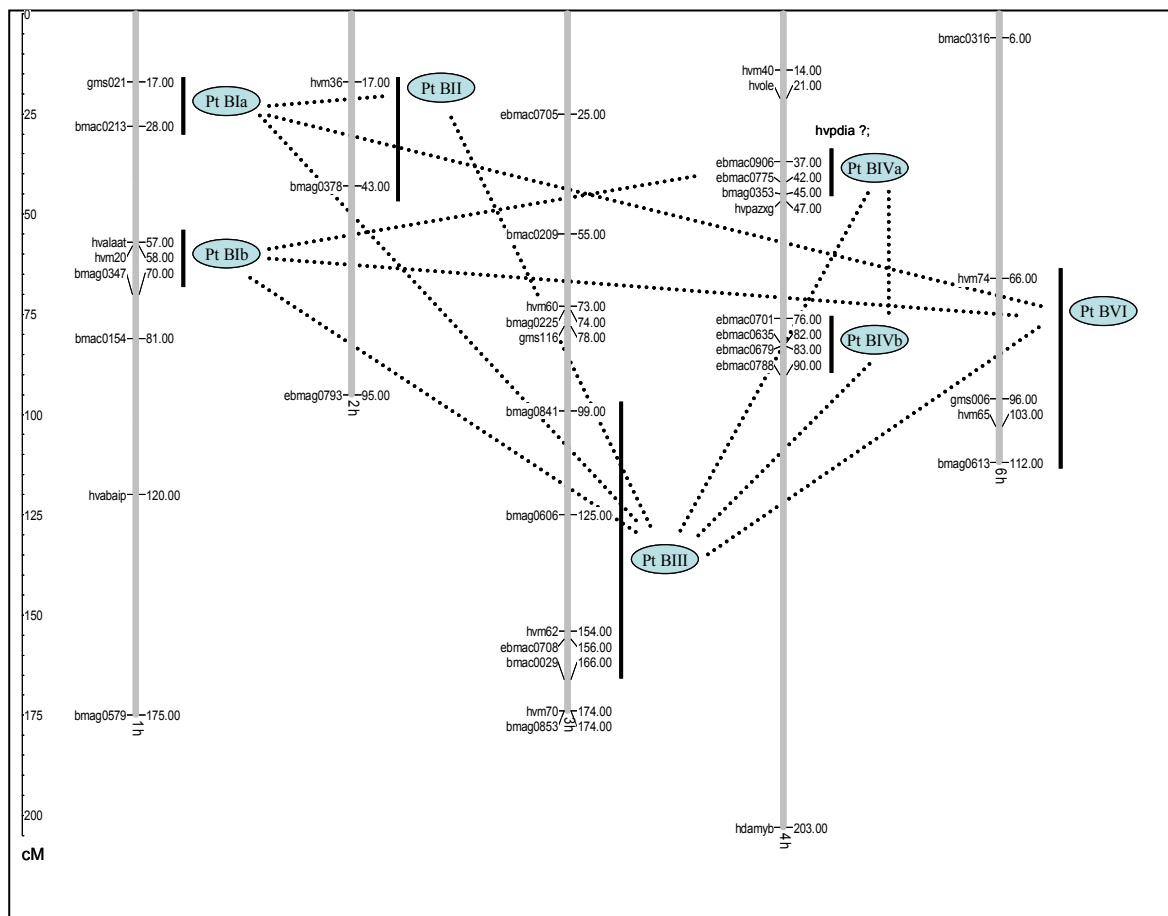 0
25
50
75
100
125
150
175
200
cM
gms021 17.00
bmac0213 28.00
hvalaat 57.00
hvm20 58.00
bmag0347 70.00
bmac0154 81.00
hvabaip 120.00
bmag0579 175.00
1h
Pt BIa
Pt BIb
hvm36 17.00
bmag0378 43.00
ebmac0793 95.00
2h
Pt BII
ebmac0705 25.00
bmac0209 55.00
hvm60 73.00
bmag0225 74.00
gms116 78.00
bmag0841 99.00
bmag0606 125.00
hvm62 154.00
ebmac0708 156.00
bmac0029 166.00
hvm70 174.00
bmag0853 174.00
3h
Pt BIII
hvm40 14.00
hvole 21.00
hvpdia ?;
ebmac0906 37.00
ebmac0775 42.00
bmag0353 45.00
hvpazxg 47.00
ebmac0701 76.00
ebmac0635 82.00
ebmac0679 83.00
ebmac0788 90.00
hdamyb 203.00
4h
Pt BIVa
Pt BIVb
bmac0316 6.00
hvm74 66.00
gms006 96.00
hvm65 103.00
bmag0613 112.00
6h
Pt BVI